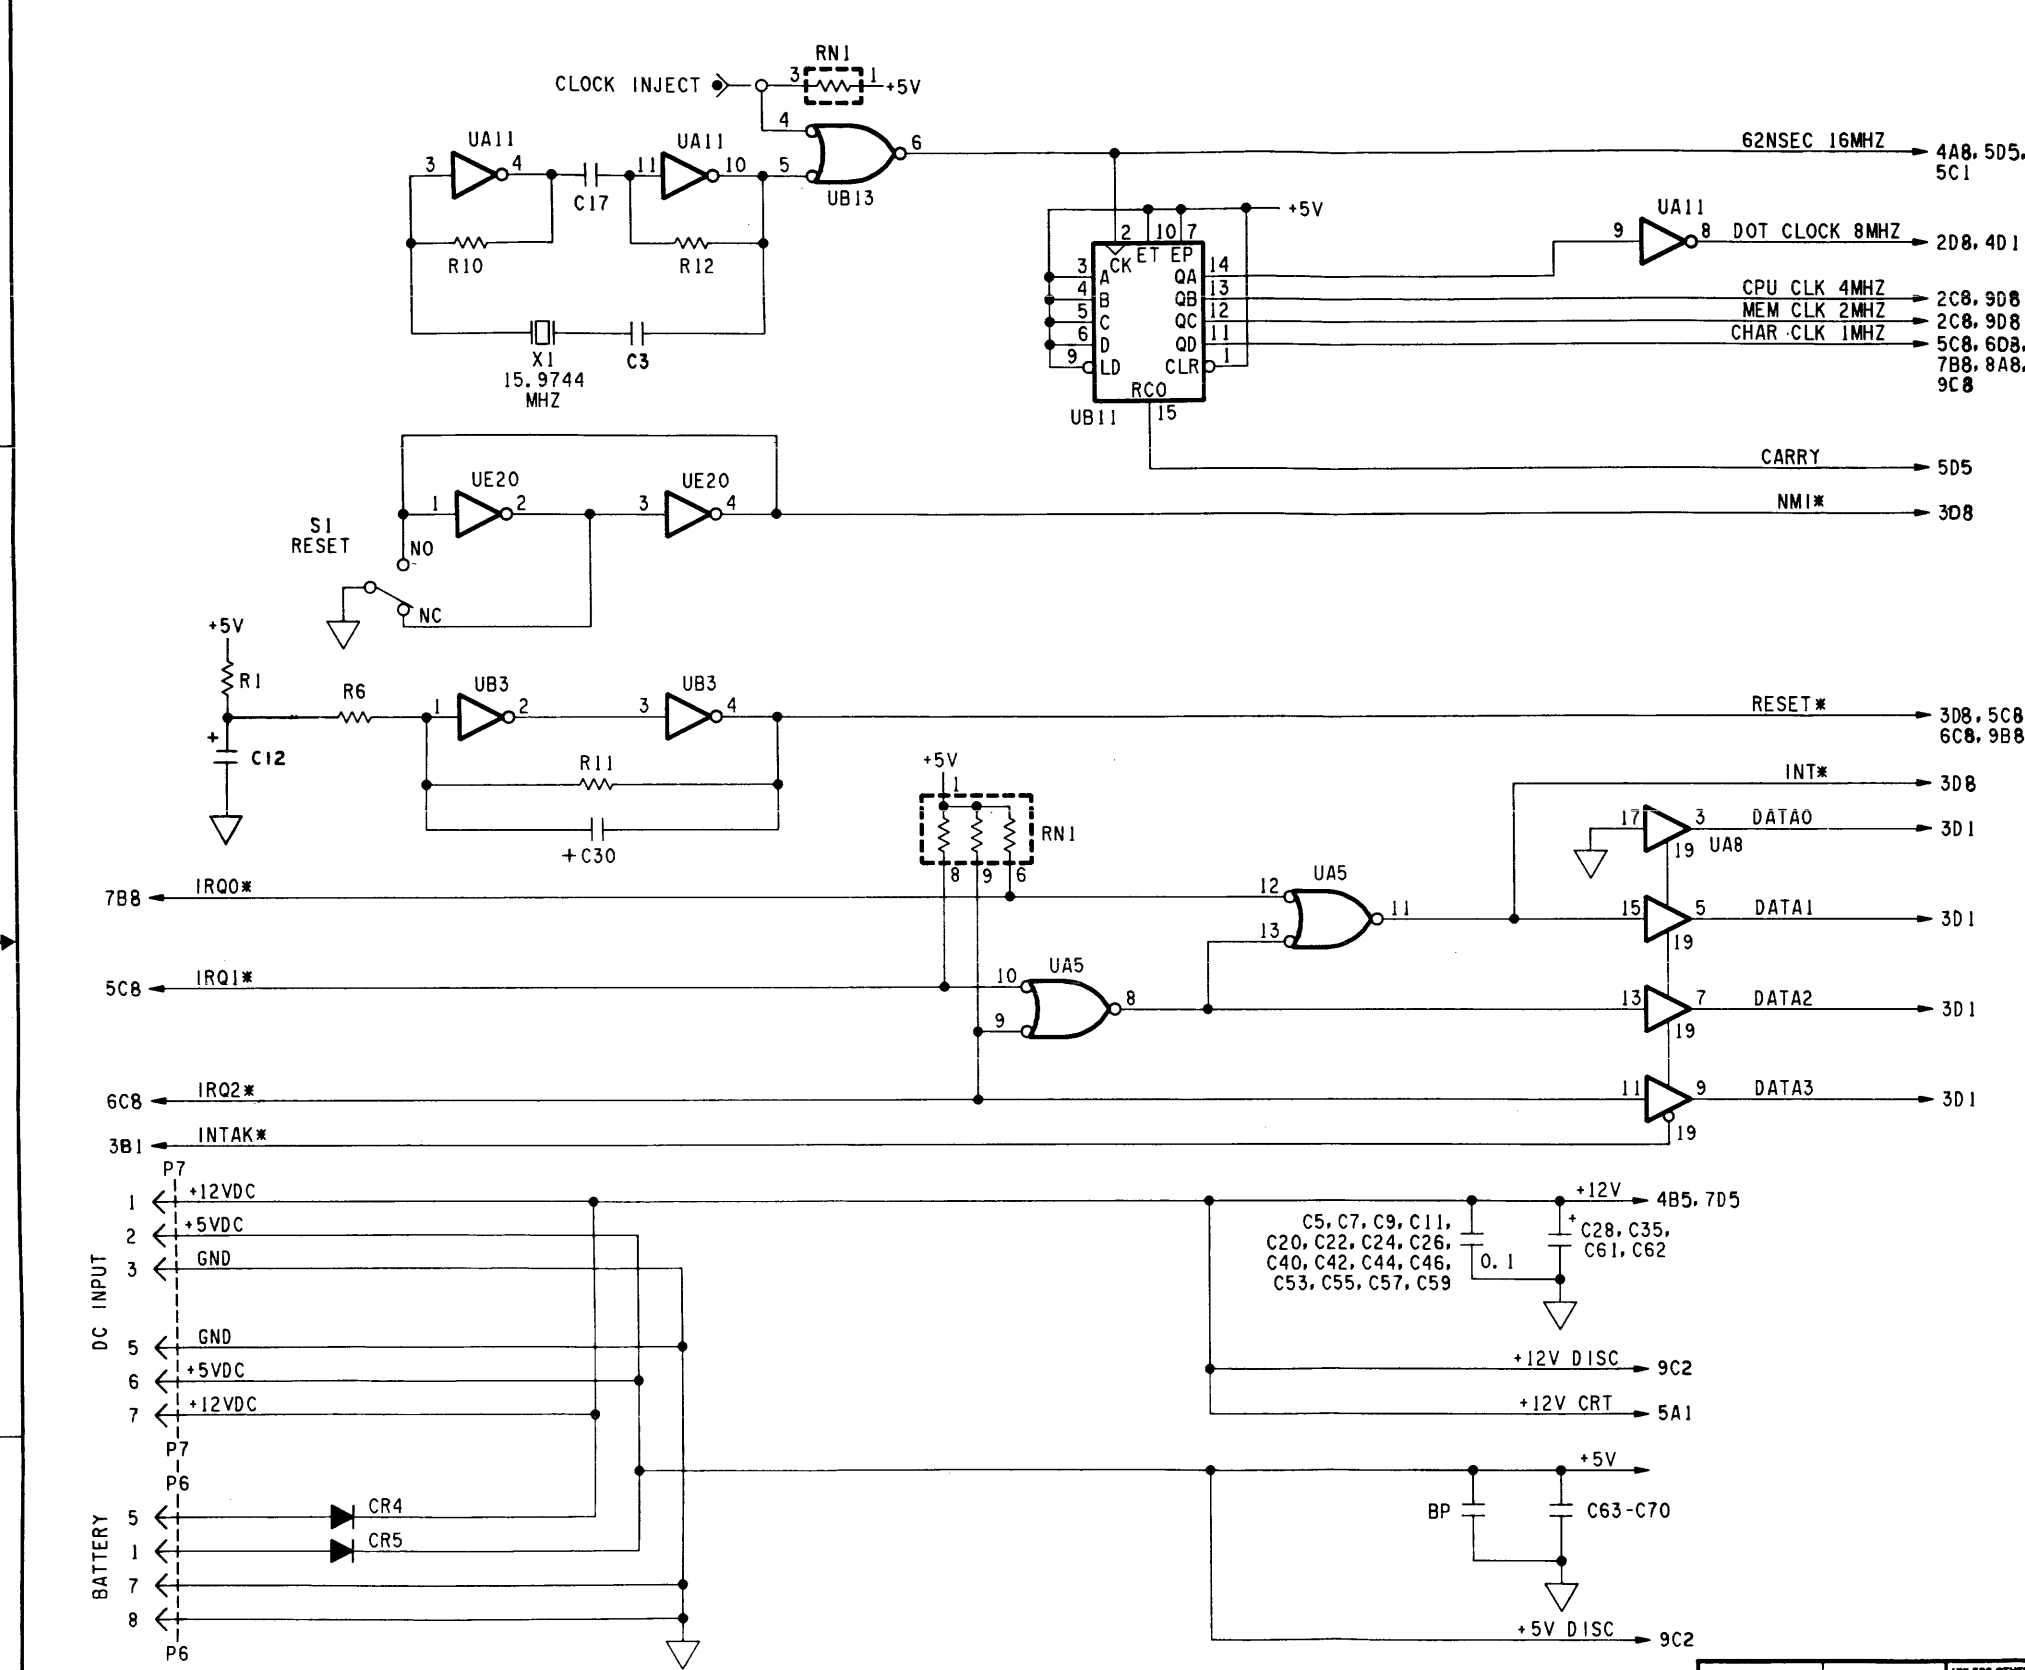 RN1
CLOCK INJECT
3
1
+5V
4
UA11
UA11
6
62NSEC 16MHZ
4A8, 5D5,
5C1
3
4
11
10
5
C17
UB13
+5V
UA11
2
10
7
9
8
DOT CLOCK 8MHZ
2D8, 4D1
R10
R12
CK
ET
EP
3
A
QA
14
4
B
QB
13
CPU CLK 4MHZ
2C8, 9D8
5
C
QC
12
MEM CLK 2MHZ
2C8, 9D8
6
D
QD
11
CHAR CLK 1MHZ
5C8, 6D3,
7B8, 8A8,
9C8
9
LD
CLR
1
X1
15.9744
MHZ
C3
RCO
UB11
15
CARRY
5D5
UE20
UE20
1
2
3
4
NMI*
3D8
S1
RESET
NO
NC
+5V
R1
R6
UB3
UB3
1
2
3
4
RESET*
3D8, 5C8
6C8, 9B8
+
C12
R11
+C30
+5V
1
RN1
8
9
6
INT*
3D8
17
3
DATA0
3D1
19
UA8
7B8
IRQ0*
12
UA5
13
11
15
5
DATA1
3D1
19
5C8
IRQ1*
10
UA5
9
8
13
7
DATA2
3D1
19
6C8
IRQ2*
11
9
DATA3
3D1
3B1
INTAK*
19
P7
DC INPUT
1
+12VDC
+12V
4B5, 7D5
2
+5VDC
3
GND
C5, C7, C9, C11,
C20, C22, C24, C26,
C40, C42, C44, C46,
C53, C55, C57, C59
0.1
+
C28, C35,
C61, C62
5
GND
6
+5VDC
+12V DISC
9C2
7
+12VDC
+12V CRT
5A1
P7
P6
+5V
BATTERY
5
CR4
BP
C63-C70
1
CR5
7
8
+5V DISC
9C2
P6